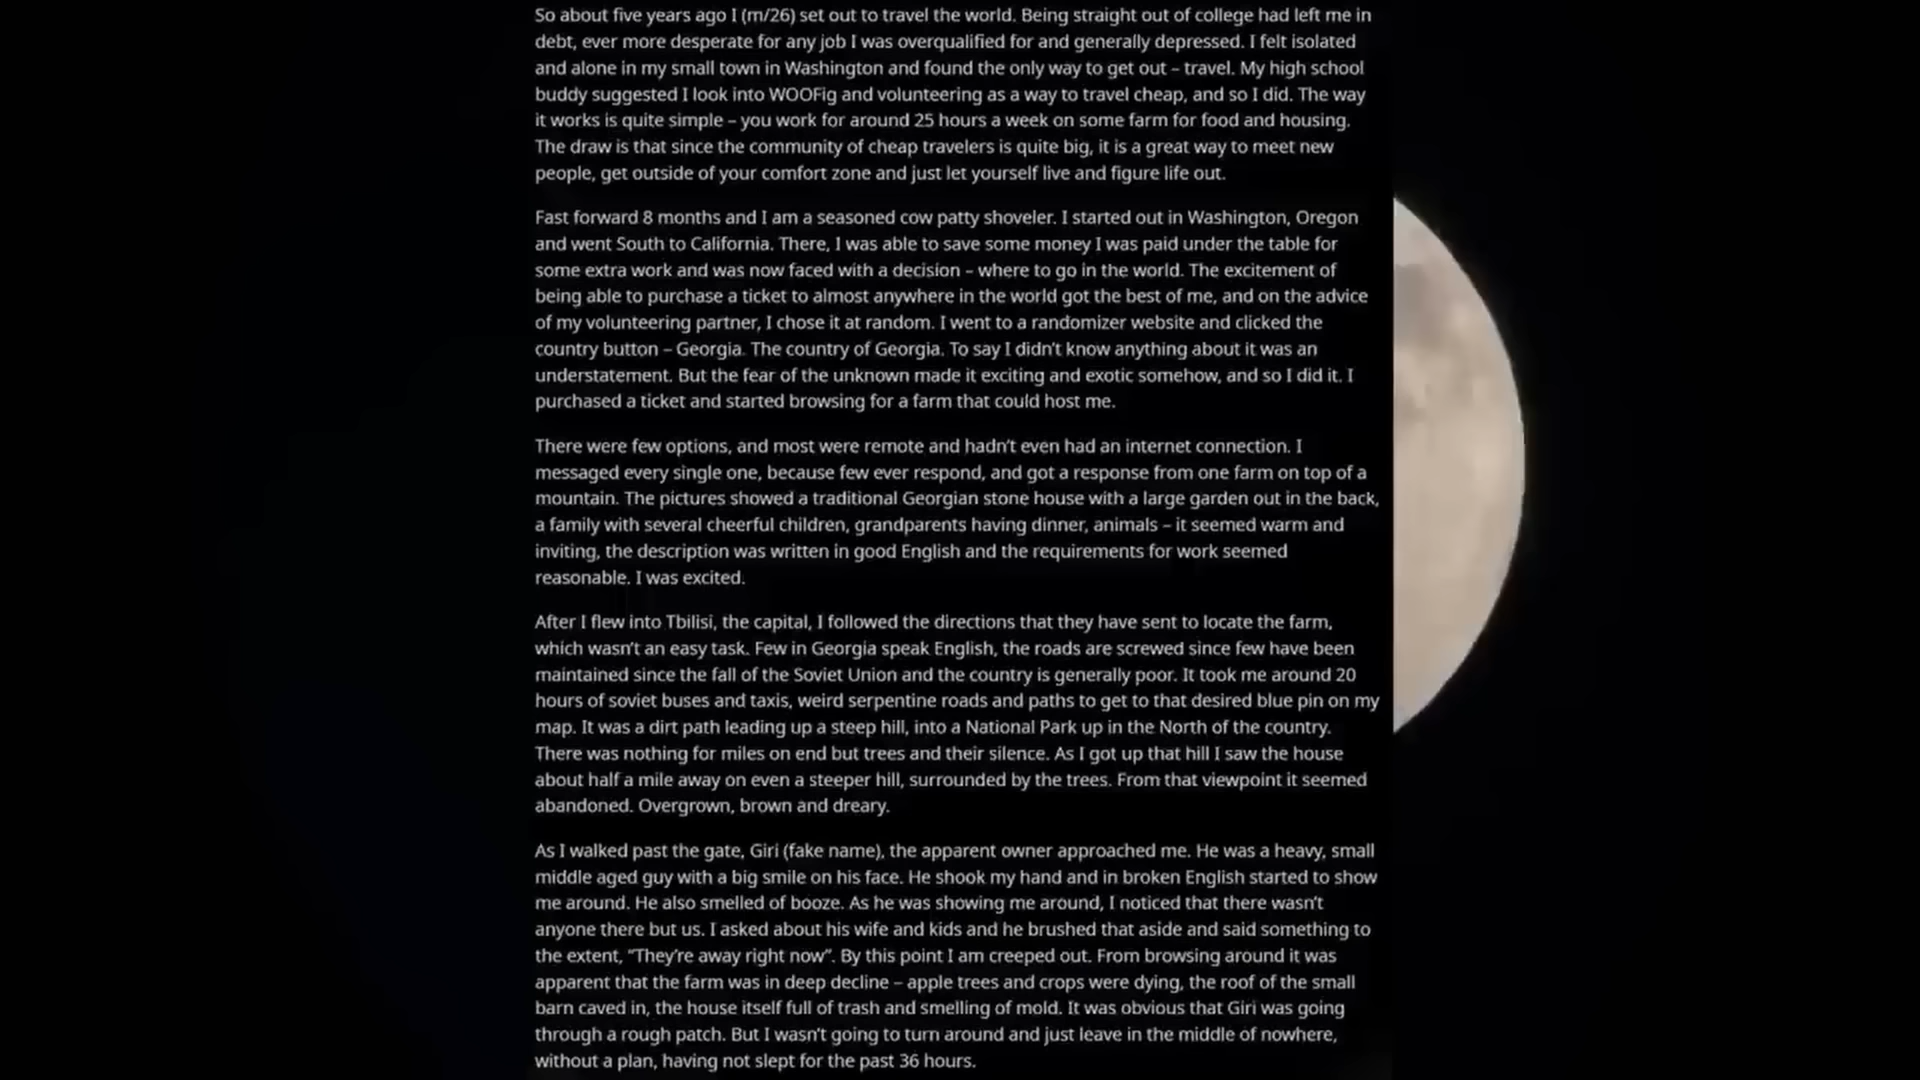 So about five years ago I (m/26) set out to travel the world. Being straight out of college had left me in
debt, ever more desperate for any job I was overqualified for and generally depressed. I felt isolated
and alone in my small town in Washington and found the only way to get out – travel. My high school
buddy suggested I look into WOOFig and volunteering as a way to travel cheap, and so I did. The way
it works is quite simple – you work for around 25 hours a week on some farm for food and housing.
The draw is that since the community of cheap travelers is quite big, it is a great way to meet new
people, get outside of your comfort zone and just let yourself live and figure life out.
Fast forward 8 months and I am a seasoned cow patty shoveler. I started out in Washington, Oregon
and went South to California. There, I was able to save some money I was paid under the table for
some extra work and was now faced with a decision – where to go in the world. The excitement of
being able to purchase a ticket to almost anywhere in the world got the best of me, and on the advice
of my volunteering partner, I chose it at random. I went to a randomizer website and clicked the
country button – Georgia. The country of Georgia. To say I didn't know anything about it was an
understatement. But the fear of the unknown made it exciting and exotic somehow, and so I did it. I
purchased a ticket and started browsing for a farm that could host me.
There were few options, and most were remote and hadn't even had an internet connection. I
messaged every single one, because few ever respond, and got a response from one farm on top of a
mountain. The pictures showed a traditional Georgian stone house with a large garden out in the back,
a family with several cheerful children, grandparents having dinner, animals – it seemed warm and
inviting, the description was written in good English and the requirements for work seemed
reasonable. I was excited.
After I flew into Tbilisi, the capital, I followed the directions that they have sent to locate the farm,
which wasn't an easy task. Few in Georgia speak English, the roads are screwed since few have been
maintained since the fall of the Soviet Union and the country is generally poor. It took me around 20
hours of soviet buses and taxis, weird serpentine roads and paths to get to that desired blue pin on my
map. It was a dirt path leading up a steep hill, into a National Park up in the North of the country.
There was nothing for miles on end but trees and their silence. As I got up that hill I saw the house
about half a mile away on even a steeper hill, surrounded by the trees. From that viewpoint it seemed
abandoned. Overgrown, brown and dreary.
As I walked past the gate, Giri (fake name), the apparent owner approached me. He was a heavy, small
middle aged guy with a big smile on his face. He shook my hand and in broken English started to show
me around. He also smelled of booze. As he was showing me around, I noticed that there wasn't
anyone there but us. I asked about his wife and kids and he brushed that aside and said something to
the extent, "They're away right now". By this point I am creeped out. From browsing around it was
apparent that the farm was in deep decline – apple trees and crops were dying, the roof of the small
barn caved in, the house itself full of trash and smelling of mold. It was obvious that Giri was going
through a rough patch. But I wasn't going to turn around and just leave in the middle of nowhere,
without a plan, having not slept for the past 36 hours.